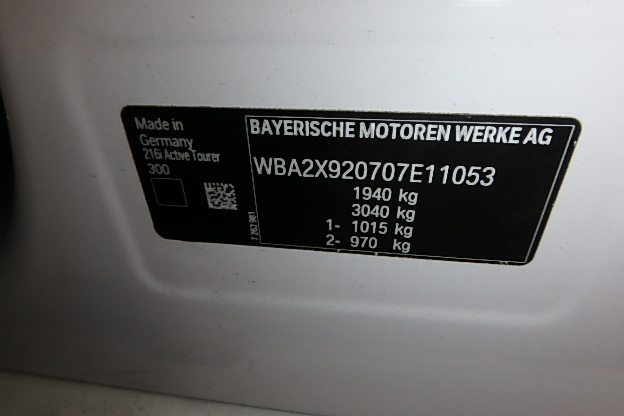 Made in
Germany
216i Active Tourer
300
BAYERISCHE MOTOREN WERKE AG
WBA2X920707E11053
1940 kg
3040 kg
1- 1015 kg
2- 970 kg